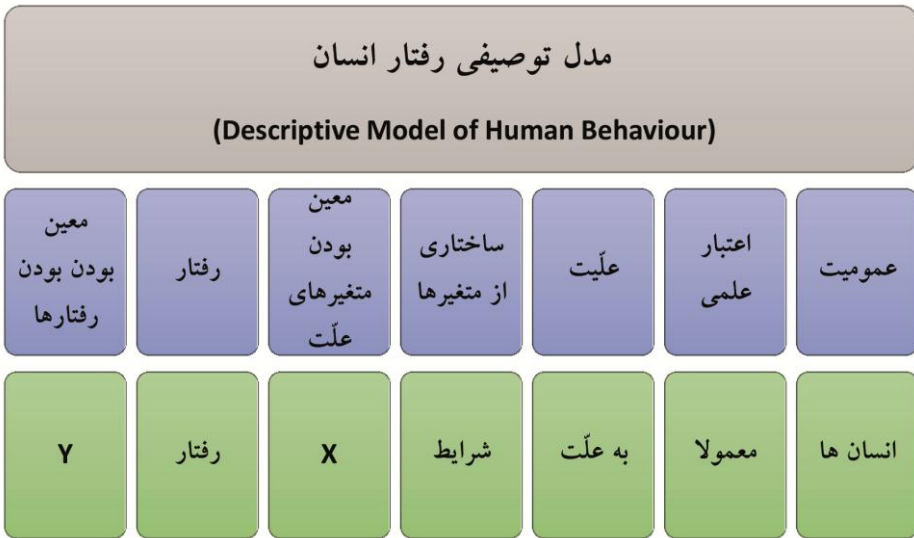 مدل توصیفی رفتار انسان
(Descriptive Model of Human Behaviour)
عمومیت
اعتبار
علمی
علّیت
ساختاری
از متغیرها
معین
بودن
متغیرهای
علّت
رفتار
معین
بودن بودن
رفتارها
انسان ها
معمولا
به علّت
شرایط
X
رفتار
Y